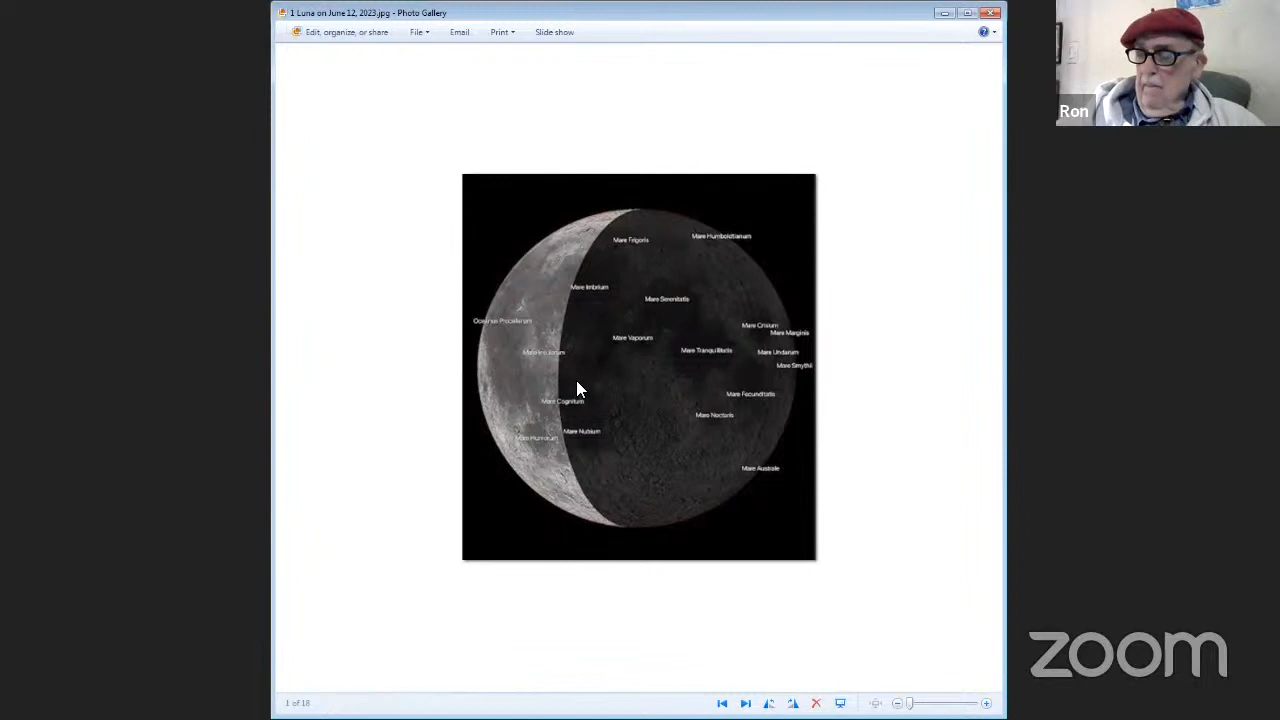 1 Luna on June 12, 2023.jpg - Photo Gallery
Edit, organize, or share File Email Print Slide show
Ron
Mare Frigoris
Mare Humboldtianum
Mare Imbrium
Mare Serenitatis
Oceanus Procellarum
Mare Crisium
Mare Marginis
Mare Vaporum
Mare Insularum
Mare Tranquillitatis
Mare Undarum
Mare Smythii
Mare Cognitum
Mare Fecunditatis
Mare Nectaris
Mare Humorum
Mare Nubium
Mare Australe
zoom
1 of 18